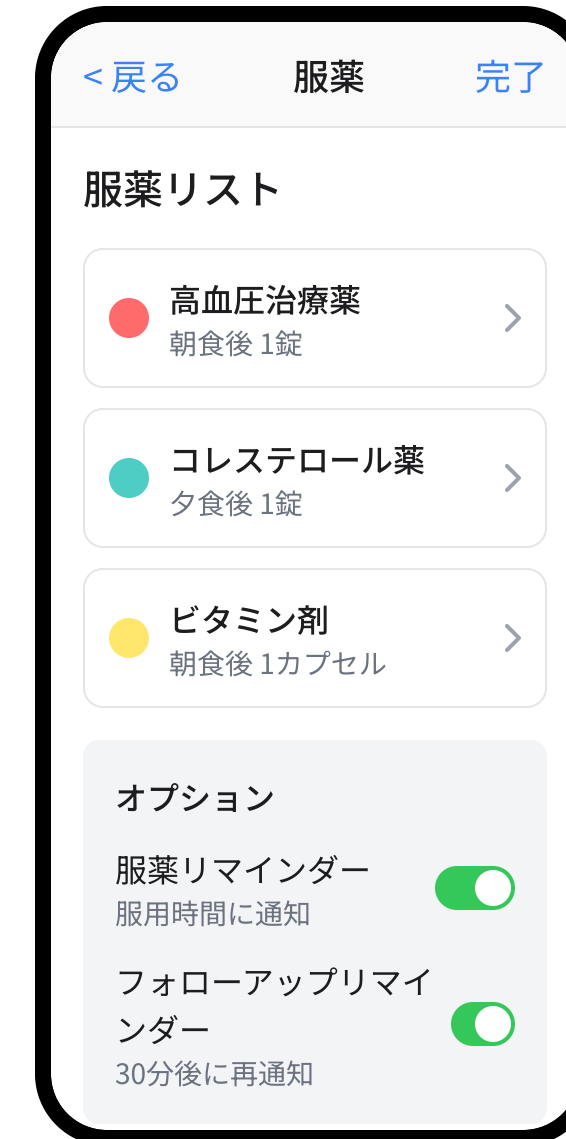 < 戻る 服薬 完了
服薬リスト
高血圧治療薬
朝食後 1錠
コレステロール薬
夕食後 1錠
ビタミン剤
朝食後 1カプセル
オプション
服薬リマインダー
服用時間に通知
フォローアップリマイ
ンダー
30分後に再通知